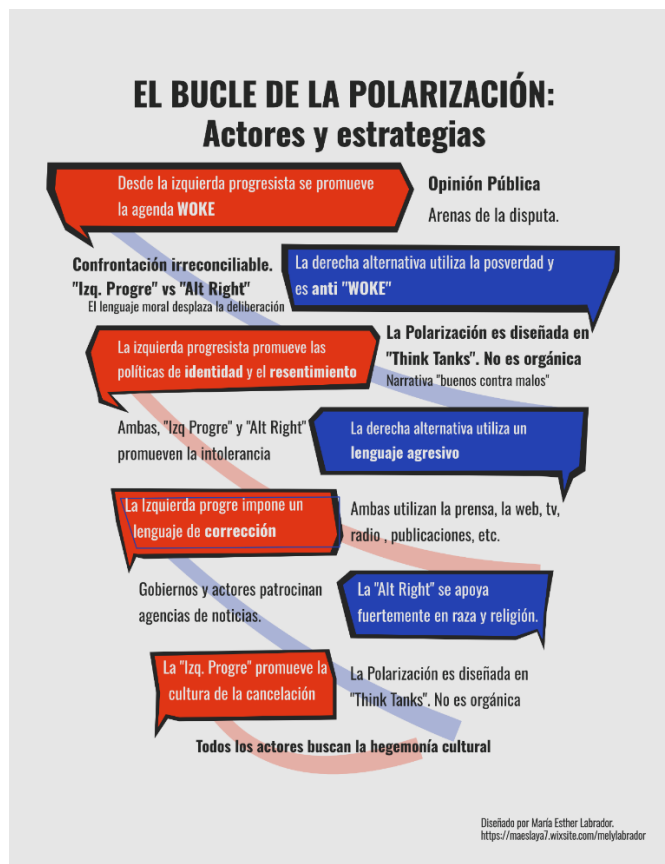 EL BUCLE DE LA POLARIZACIÓN:
Actores y estrategias
Desde la izquierda progresista se promueve
la agenda WOKE
Opinión Pública
Arenas de la disputa.
Confrontación irreconciliable.
"Izq. Progre" vs "Alt Right"
El lenguaje moral desplaza la deliberación
La derecha alternativa utiliza la posverdad y
es anti "WOKE"
La izquierda progresista promueve las
políticas de identidad y el resentimiento
La Polarización es diseñada en
"Think Tanks". No es orgánica
Narrativa "buenos contra malos"
Ambas, "Izq Progre" y "Alt Right"
promueven la intolerancia
La derecha alternativa utiliza un
lenguaje agresivo
La Izquierda progre impone un
lenguaje de corrección
Ambas utilizan la prensa, la web, tv,
radio , publicaciones, etc.
Gobiernos y actores patrocinan
agencias de noticias.
La "Alt Right" se apoya
fuertemente en raza y religión.
La "Izq. Progre" promueve la
cultura de la cancelación
La Polarización es diseñada en
"Think Tanks". No es orgánica
Todos los actores buscan la hegemonía cultural
Diseñado por María Esther Labrador.
https://maeslaya7.wixsite.com/melylabrador